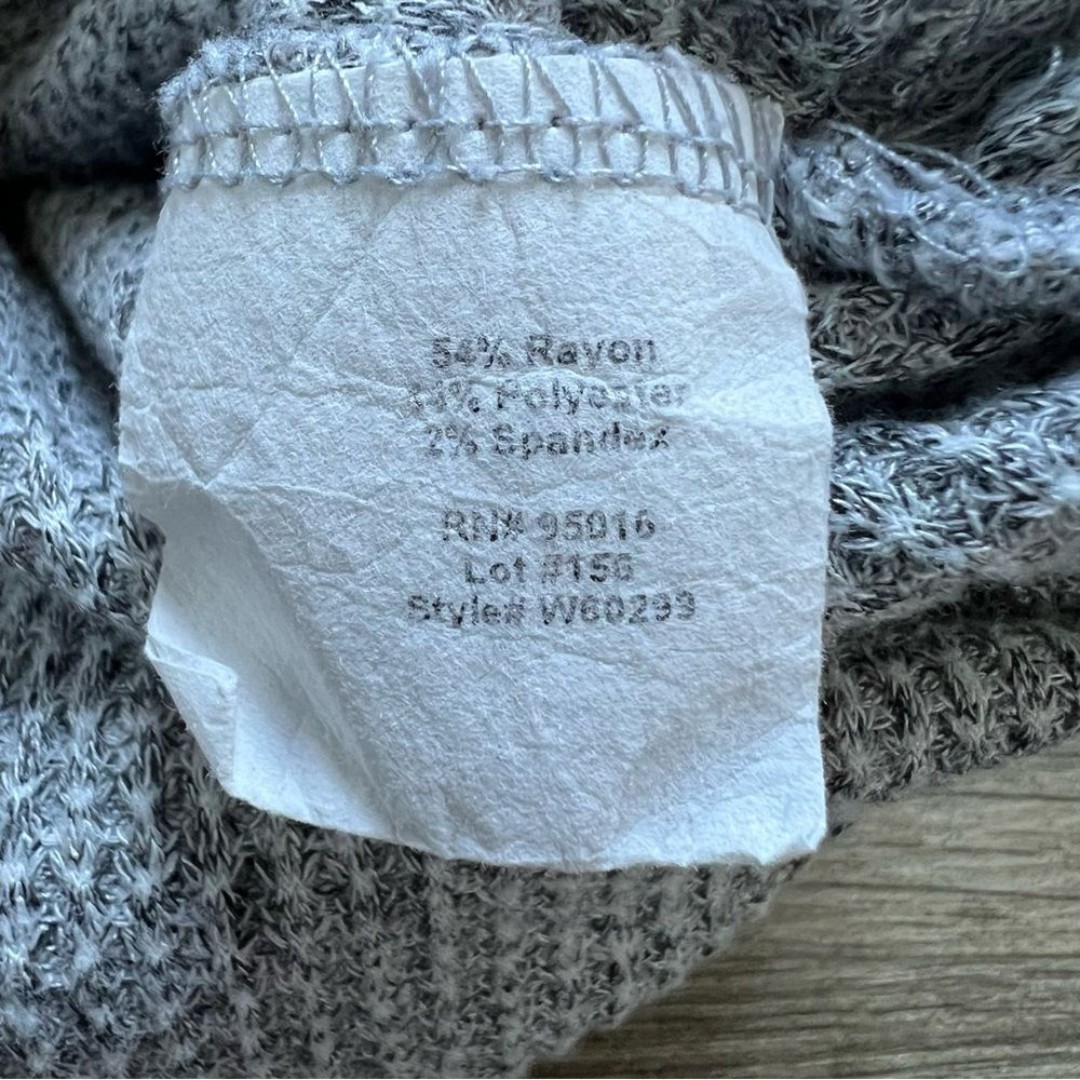 54% Rayon
44% Polyester
2% Spandex
RN# 95016
Lot #156
Style# W60299